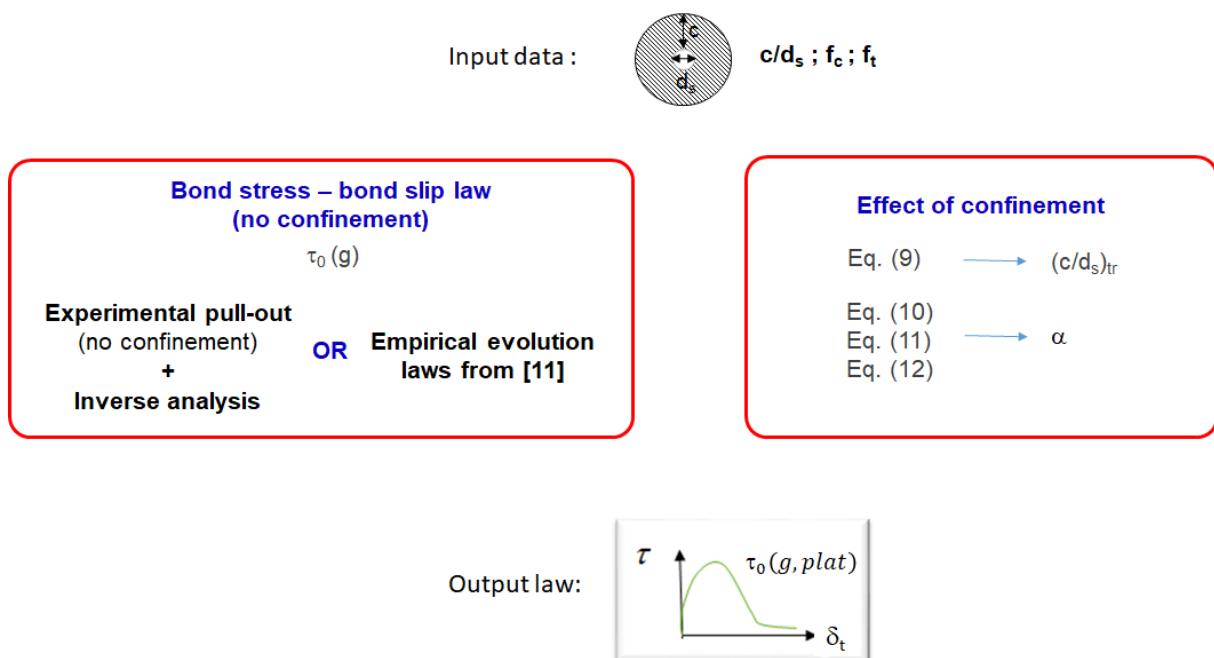 Input data :
c
d_s
c/d_s ; f_c ; f_t
Bond stress – bond slip law
(no confinement)
τ_0 (g)
Experimental pull-out
(no confinement)
+
Inverse analysis
OR
Empirical evolution
laws from [11]
Effect of confinement
Eq. (9)
(c/d_s)_tr
Eq. (10)
Eq. (11)
Eq. (12)
α
Output law:
τ
τ_0(g, plat)
δ_t